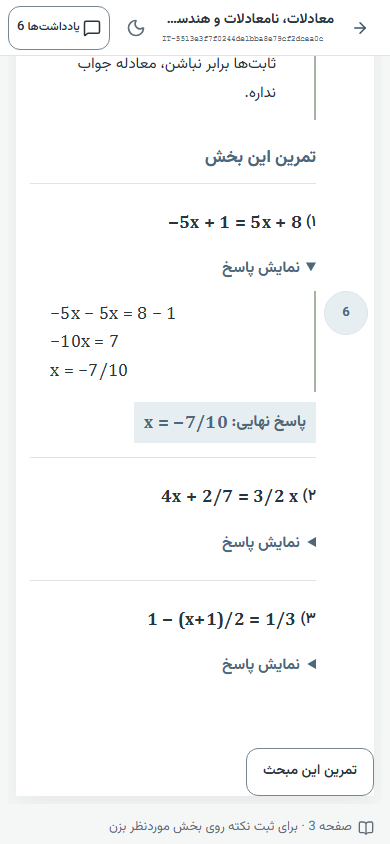 معادلات، نامعادلات و هندس...
IT-5513e3f7f0244de1bba8e79cf2dcea0c
یادداشت‌ها 6
ثابت‌ها برابر نباشن، معادله جواب
نداره.
تمرین این بخش
۱) −5x + 1 = 5x + 8
▼ نمایش پاسخ
6
−5x − 5x = 8 − 1
−10x = 7
x = −7/10
پاسخ نهایی: x = −7/10
۲) 4x + 2/7 = 3/2 x
◀ نمایش پاسخ
۳) 1 − (x+1)/2 = 1/3
◀ نمایش پاسخ
تمرین این مبحث
صفحه 3 · برای ثبت نکته روی بخش موردنظر بزن